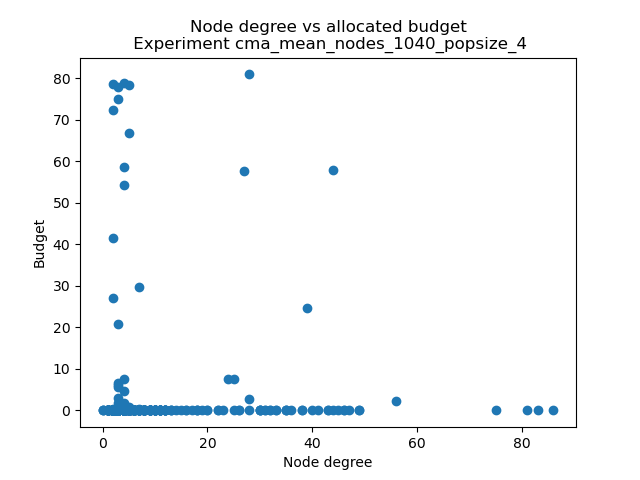 Node degree vs allocated budget
Experiment cma_mean_nodes_1040_popsize_4
80
70
60
50
40
30
20
10
0
Budget
0 20 40 60 80
Node degree